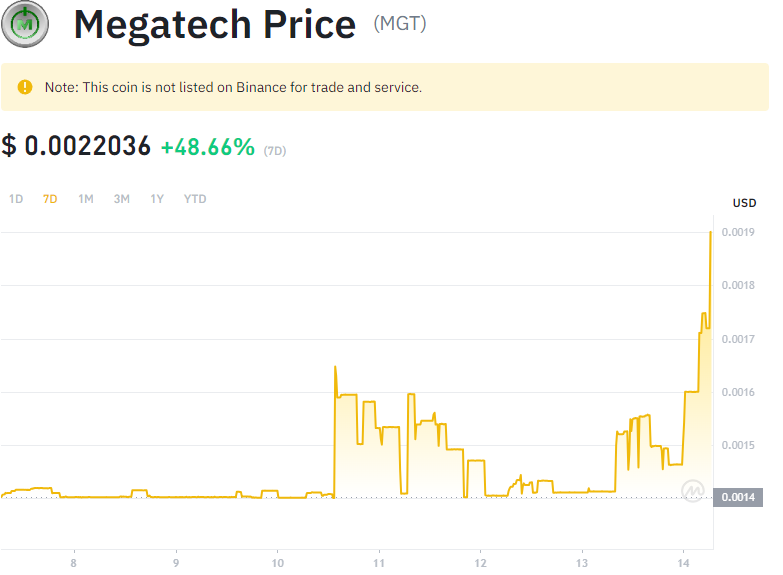 Megatech Price (MGT)
Note: This coin is not listed on Binance for trade and service.
$ 0.0022036 +48.66% (7D)
1D 7D 1M 3M 1Y YTD
USD
0.0019
0.0018
0.0017
0.0016
0.0015
0.0014
8 9 10 11 12 13 14